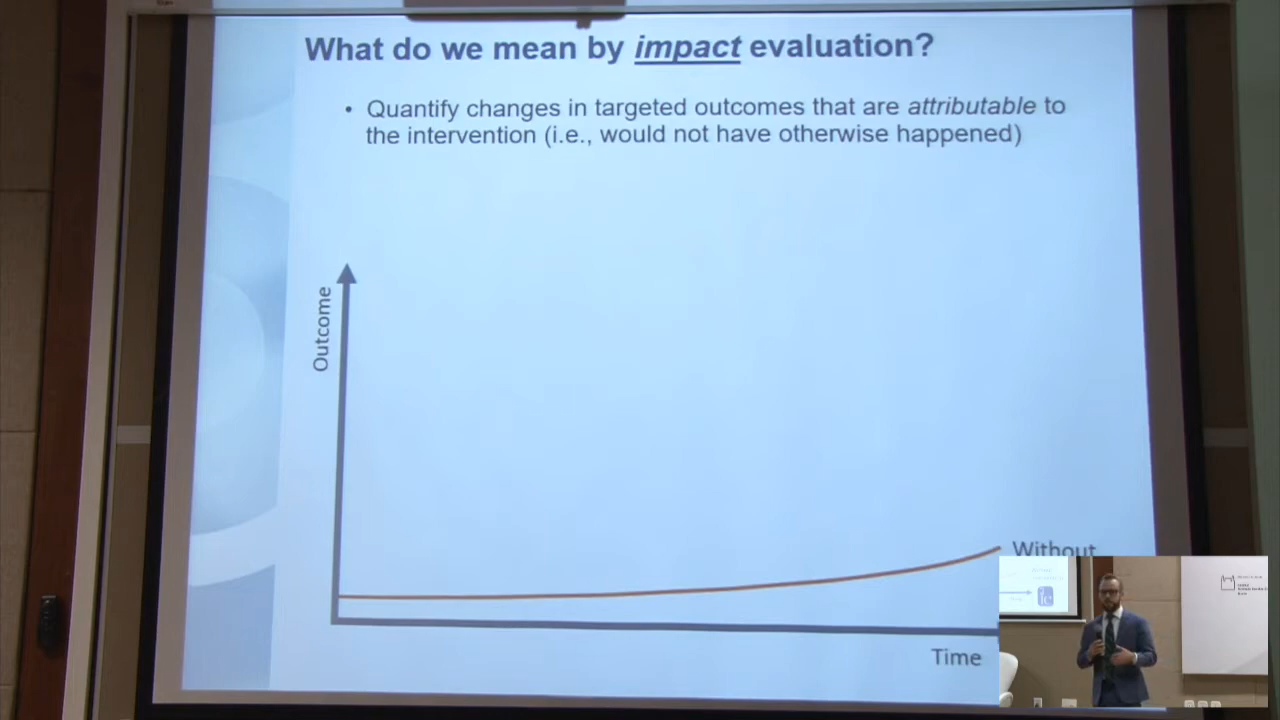 What do we mean by impact evaluation?
• Quantify changes in targeted outcomes that are attributable to
the intervention (i.e., would not have otherwise happened)
Outcome
Without
Time